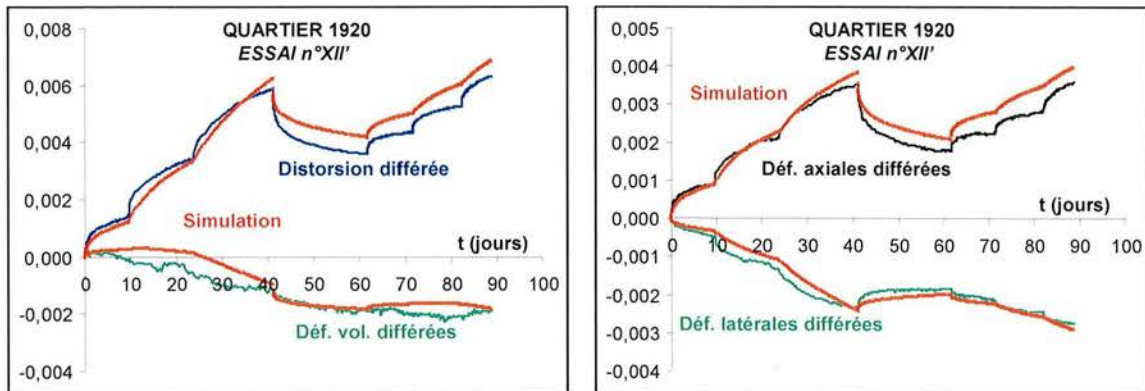 QUARTIER 1920
ESSAI n°XII'
0,008
0,006
0,004
0,002
0,000
-0,002
-0,004
Distorsion différée
Simulation
t (jours)
0 10 20 30 40 50 60 70 80 90 100
Déf. vol. différées
QUARTIER 1920
ESSAI n°XII'
0,005
0,004
0,003
0,002
0,001
0,000
-0,001
-0,002
-0,003
-0,004
Simulation
Déf. axiales différées
t (jours)
0 10 20 30 40 50 60 70 80 90 100
Déf. latérales différées